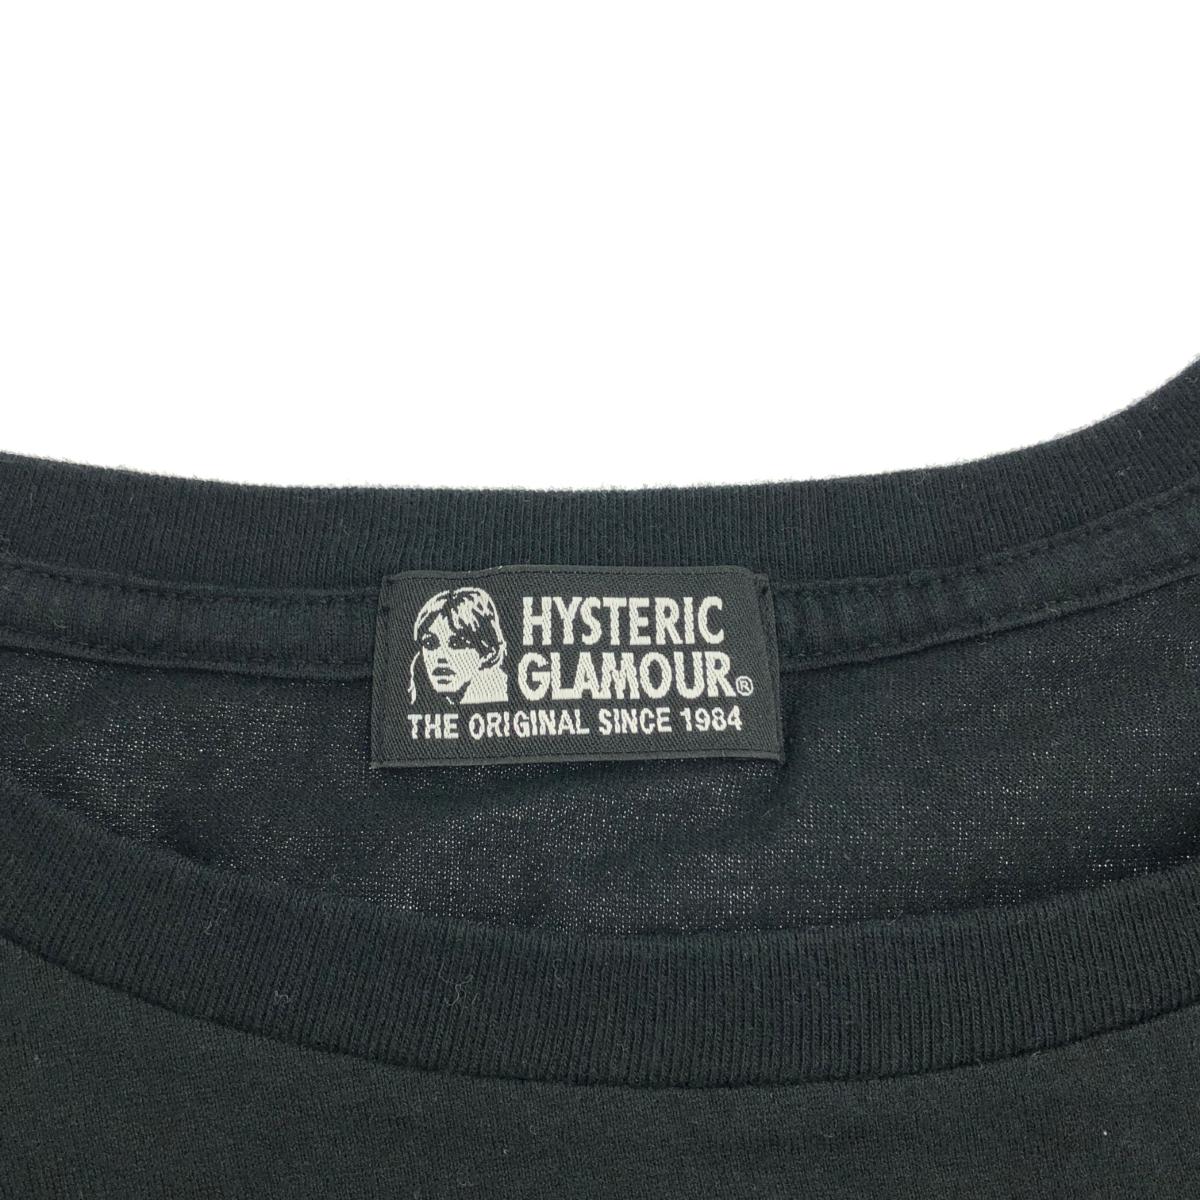 HYSTERIC
GLAMOUR®
THE ORIGINAL SINCE 1984